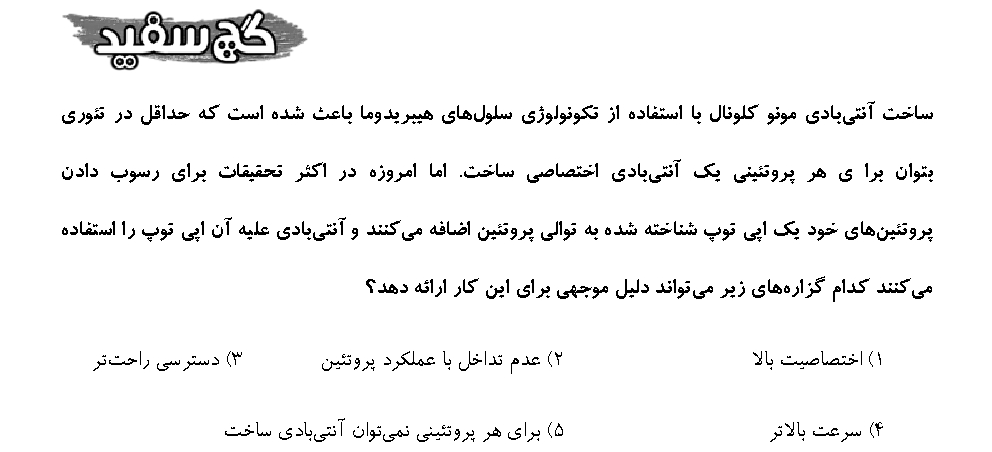 گچ سفید
ساخت آنتی‌بادی مونو کلونال با استفاده از تکونولوژی سلول‌های هیبریدوما باعث شده است که حداقل در تئوری
بتوان برا ی هر پروتئینی یک آنتی‌بادی اختصاصی ساخت. اما امروزه در اکثر تحقیقات برای رسوب دادن
پروتئین‌های خود یک اپی توپ شناخته شده به توالی پروتئین اضافه می‌کنند و آنتی‌بادی علیه آن اپی توپ را استفاده
می‌کنند کدام گزاره‌های زیر می‌تواند دلیل موجهی برای این کار ارائه دهد؟
۱) اختصاصیت بالا ۲) عدم تداخل با عملکرد پروتئین ۳) دسترسی راحت‌تر
۴) سرعت بالاتر ۵) برای هر پروتئینی نمی‌توان آنتی‌بادی ساخت